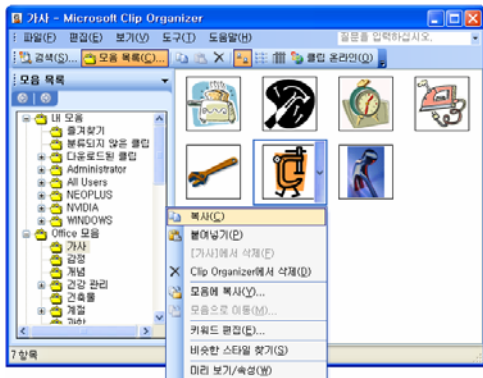 가사 - Microsoft Clip Organizer
파일(F) 편집(E) 보기(V) 도구(T) 도움말(H) 질문을 입력하십시오.
검색(S)... 모음 목록(C)... 클립 온라인(O)
모음 목록
내 모음
즐겨찾기
분류되지 않은 클립
다운로드된 클립
Administrator
All Users
NEOPLUS
NVIDIA
WINDOWS
Office 모음
가사
감정
개념
건강 관리
건축물
계절
과학
복사(C)
붙여넣기(P)
[가사]에서 삭제(F)
Clip Organizer에서 삭제(D)
모음에 복사(Y)...
모음으로 이동(M)...
키워드 편집(E)...
비슷한 스타일 찾기(S)
미리 보기/속성(W)
7항목